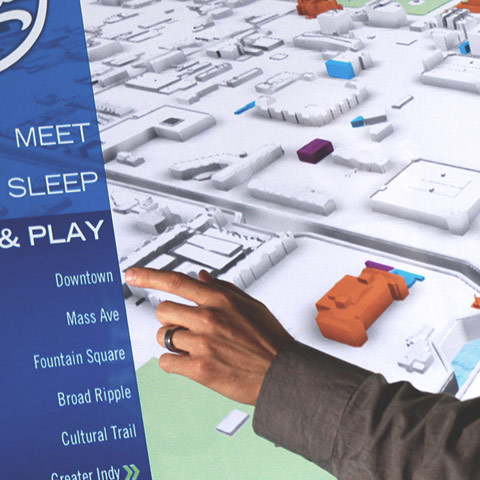 MEET
SLEEP
& PLAY
Downtown
Mass Ave
Fountain Square
Broad Ripple
Cultural Trail
Greater Indy